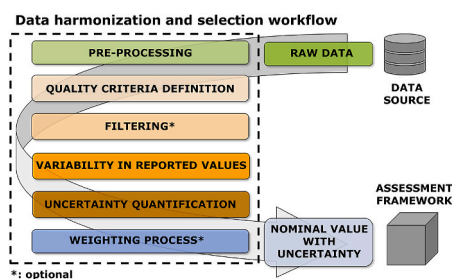 Data harmonization and selection workflow
PRE-PROCESSING
RAW DATA
QUALITY CRITERIA DEFINITION
DATA
SOURCE
FILTERING*
VARIABILITY IN REPORTED VALUES
UNCERTAINTY QUANTIFICATION
ASSESSMENT
FRAMEWORK
WEIGHTING PROCESS*
NOMINAL VALUE
WITH
UNCERTAINTY
*: optional